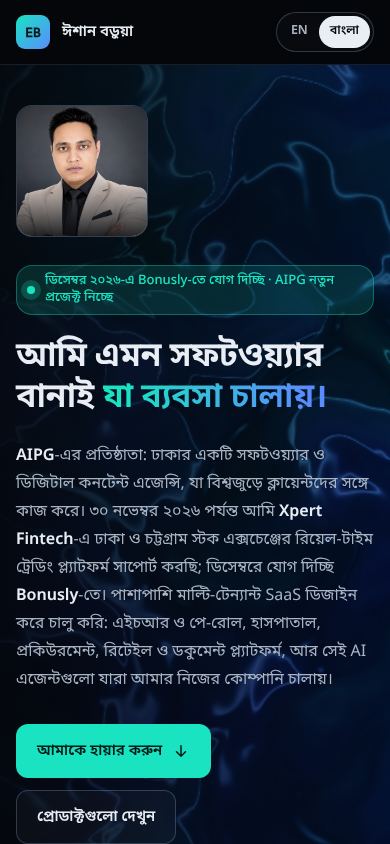 EB
ঈশান বড়ুয়া
EN
বাংলা
ডিসেম্বর ২০২৬-এ Bonusly-তে যোগ দিচ্ছি · AIPG নতুন
প্রজেক্ট নিচ্ছে
আমি এমন সফটওয়্যার
বানাই যা ব্যবসা চালায়।
AIPG-এর প্রতিষ্ঠাতা: ঢাকার একটি সফটওয়্যার ও
ডিজিটাল কনটেন্ট এজেন্সি, যা বিশ্বজুড়ে ক্লায়েন্টদের সঙ্গে
কাজ করে। ৩০ নভেম্বর ২০২৬ পর্যন্ত আমি Xpert
Fintech-এ ঢাকা ও চট্টগ্রাম স্টক এক্সচেঞ্জের রিয়েল-টাইম
ট্রেডিং প্ল্যাটফর্ম সাপোর্ট করছি; ডিসেম্বরে যোগ দিচ্ছি
Bonusly-তে। পাশাপাশি মাল্টি-টেন্যান্ট SaaS ডিজাইন
করে চালু করি: এইচআর ও পে-রোল, হাসপাতাল,
প্রকিউরমেন্ট, রিটেইল ও ডকুমেন্ট প্ল্যাটফর্ম, আর সেই AI
এজেন্টগুলো যারা আমার নিজের কোম্পানি চালায়।
আমাকে হায়ার করুন ↓
প্রোডাক্টগুলো দেখুন